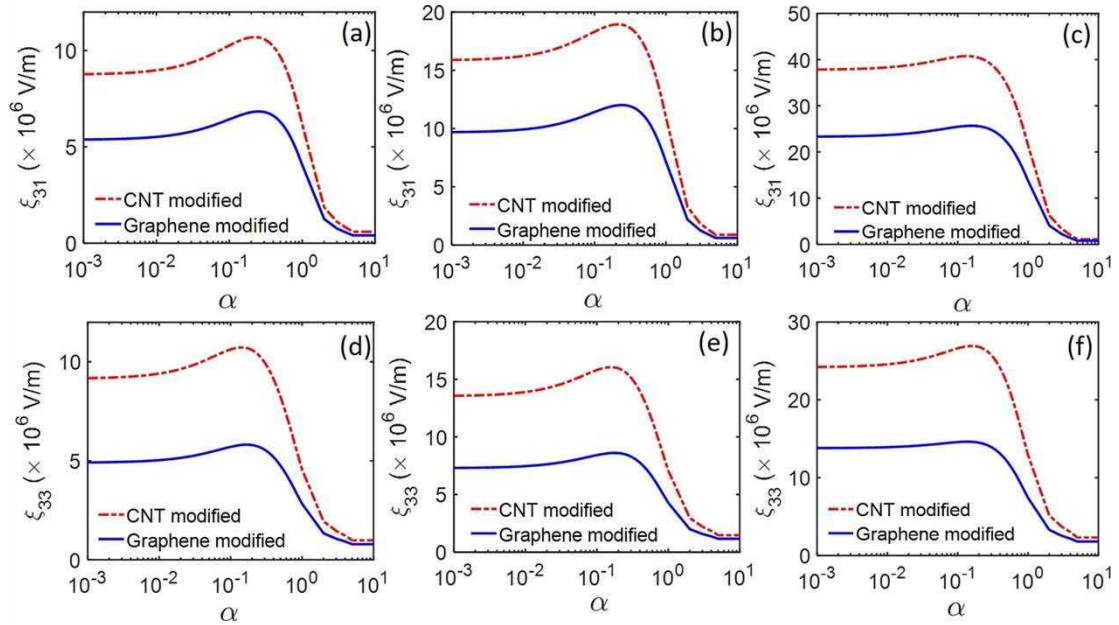 (a)
ξ31 (× 10^6 V/m)
10
5
0
CNT modified
Graphene modified
10^-3 10^-2 10^-1 10^0 10^1
α
(b)
ξ31 (× 10^6 V/m)
20
15
10
5
0
CNT modified
Graphene modified
10^-3 10^-2 10^-1 10^0 10^1
α
(c)
ξ31 (× 10^6 V/m)
50
40
30
20
10
0
CNT modified
Graphene modified
10^-3 10^-2 10^-1 10^0 10^1
α
(d)
ξ33 (× 10^6 V/m)
10
5
0
CNT modified
Graphene modified
10^-3 10^-2 10^-1 10^0 10^1
α
(e)
ξ33 (× 10^6 V/m)
20
15
10
5
0
CNT modified
Graphene modified
10^-3 10^-2 10^-1 10^0 10^1
α
(f)
ξ33 (× 10^6 V/m)
30
20
10
0
CNT modified
Graphene modified
10^-3 10^-2 10^-1 10^0 10^1
α